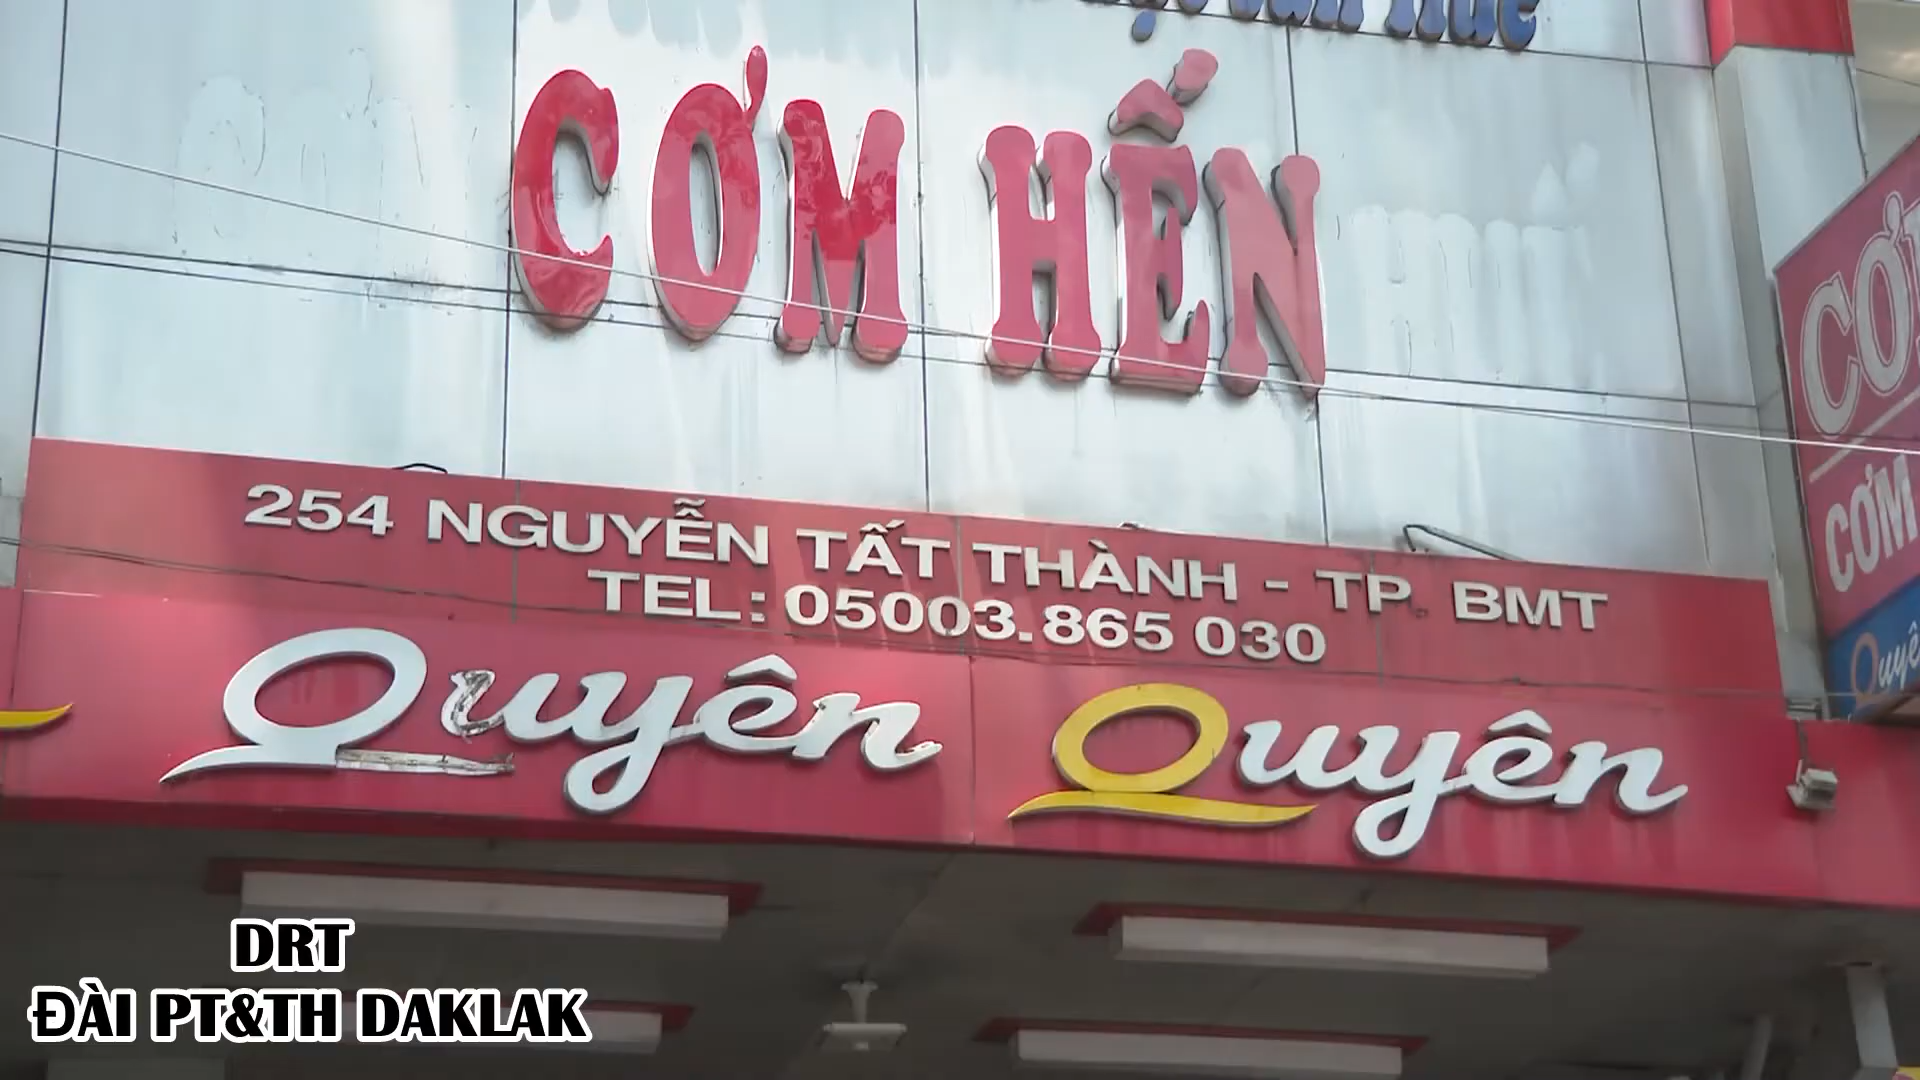 Huế
CƠM HẾN
CƠM
254 NGUYỄN TẤT THÀNH - TP. BMT
TEL: 05003.865 030
Quyên Quyên
DRT
ĐÀI PT&TH DAKLAK